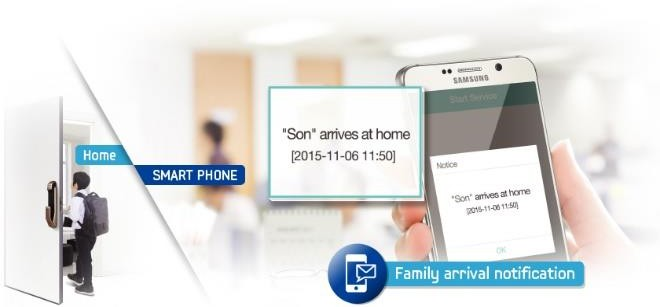 Home
SMART PHONE
"Son" arrives at home
[2015-11-06 11:50]
SAMSUNG
Start Service
Notice
"Son" arrives at home
[2015-11-06 11:50]
OK
Family arrival notification